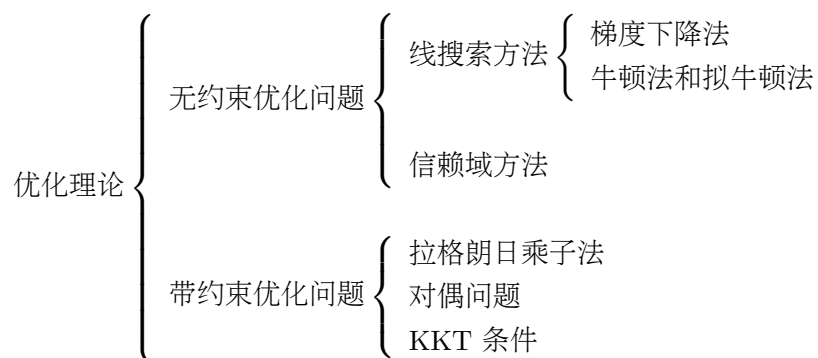 优化理论
无约束优化问题
线搜索方法
梯度下降法
牛顿法和拟牛顿法
信赖域方法
带约束优化问题
拉格朗日乘子法
对偶问题
KKT 条件